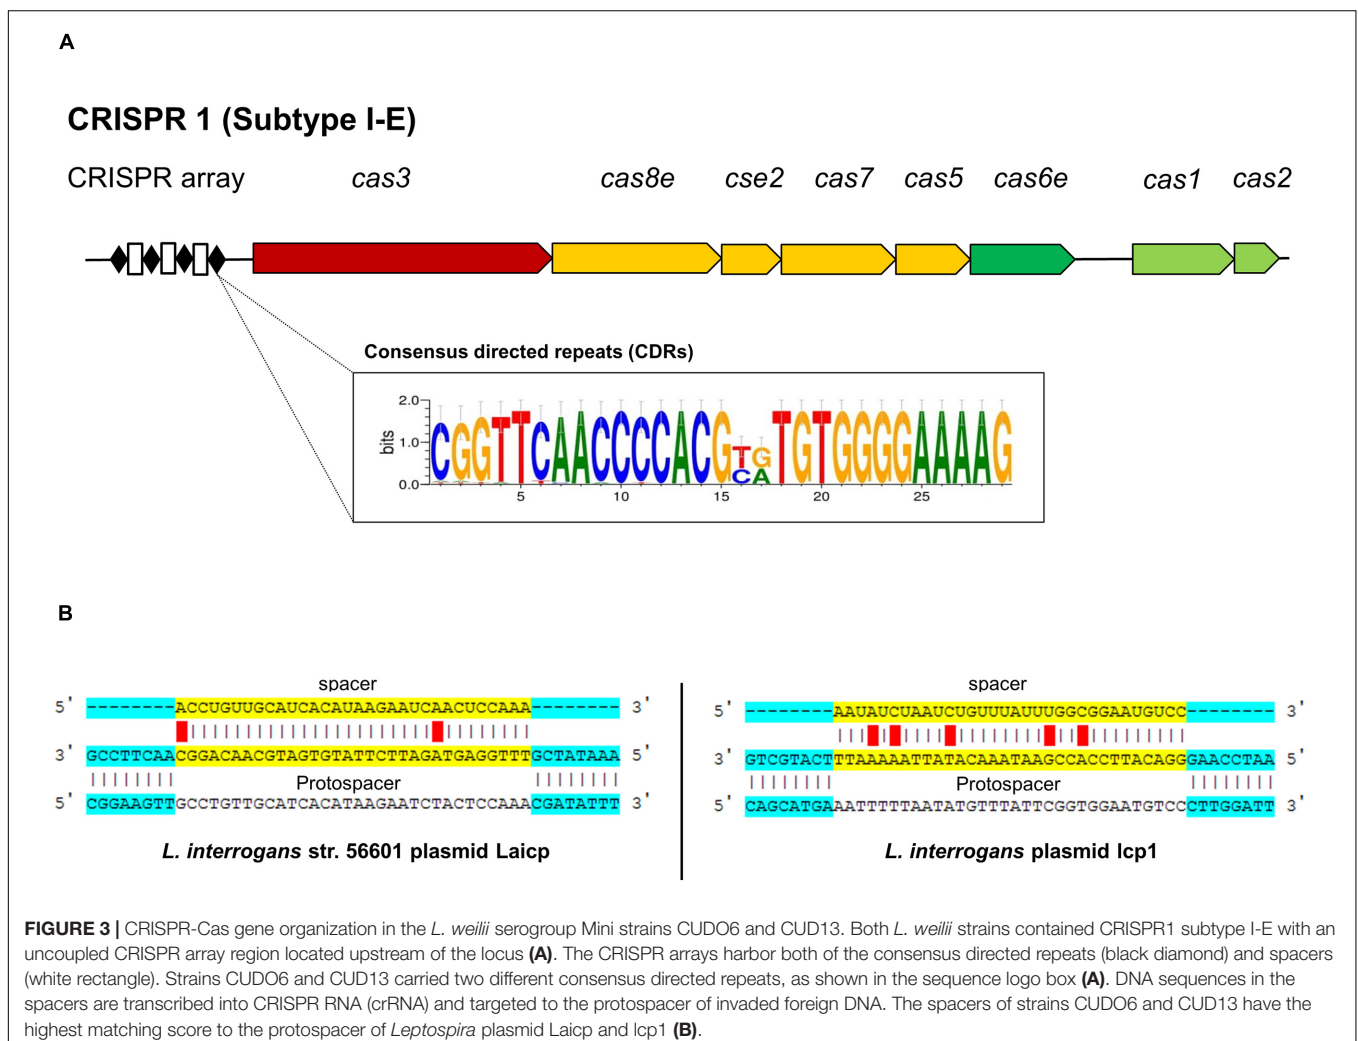 A
CRISPR 1 (Subtype I-E)
CRISPR array cas3 cas8e cse2 cas7 cas5 cas6e cas1 cas2
Consensus directed repeats (CDRs)
2.0
bits
1.0
0.0
CGGTTCAACCCCACGTGTGTGGGGAAAAG
CA
5 10 15 20 25
B
spacer
5' --------ACCUGUUGCAUCACAUAAGAAUCAACUCCAAA-------- 3'
3' GCCTTCAACGGACAACGTAGTGTATTCTTAGATGAGGTTTGCTATAAA 5'
Protospacer
5' CGGAAGTTGCCTGTTGCATCACATAAGAATCTACTCCAAACGATATTT 3'
L. interrogans str. 56601 plasmid Laicp
spacer
5' --------AAUAUCUAAUCUGUUUAUUUGGCGGAAUGUCC-------- 3'
3' GTCGTACTTTAAAAATTATACAAATAAGCCACCTTACAGGGAACCTAA 5'
Protospacer
5' CAGCATGAAATTTTTAATATGTTTATTCGGTGGAATGTCCCTTGGATT 3'
L. interrogans plasmid lcp1
FIGURE 3 | CRISPR-Cas gene organization in the L. weilii serogroup Mini strains CUDO6 and CUD13. Both L. weilii strains contained CRISPR1 subtype I-E with an
uncoupled CRISPR array region located upstream of the locus (A). The CRISPR arrays harbor both of the consensus directed repeats (black diamond) and spacers
(white rectangle). Strains CUDO6 and CUD13 carried two different consensus directed repeats, as shown in the sequence logo box (A). DNA sequences in the
spacers are transcribed into CRISPR RNA (crRNA) and targeted to the protospacer of invaded foreign DNA. The spacers of strains CUDO6 and CUD13 have the
highest matching score to the protospacer of Leptospira plasmid Laicp and lcp1 (B).